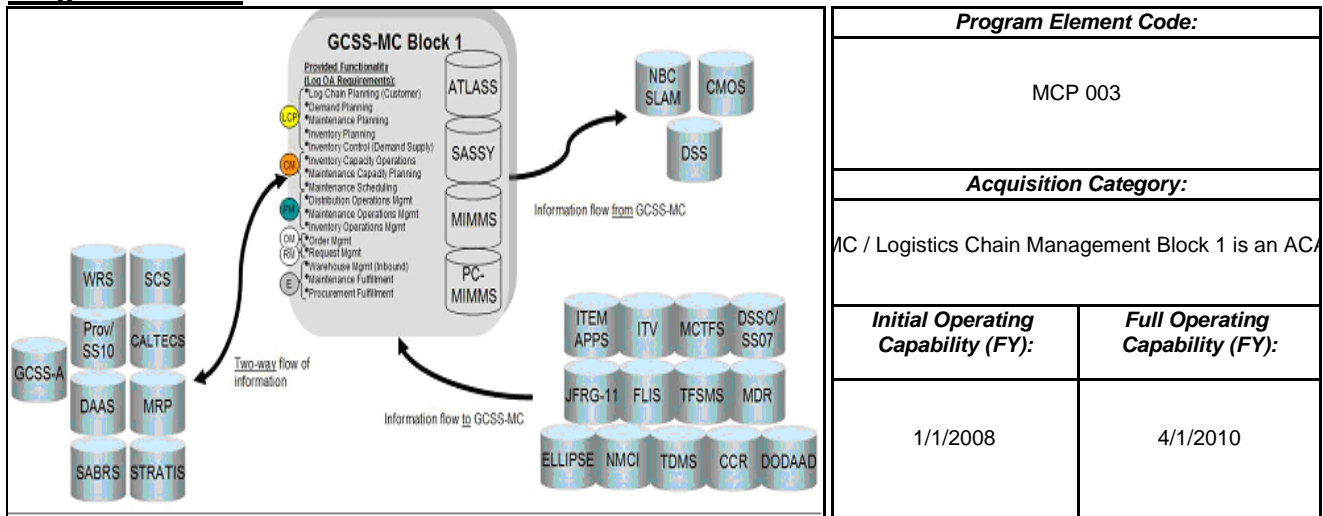 GCSS-MC Block 1
Provided Functionality
(Log OA Requirements):
*Log Chain Planning (Customer)
*Demand Planning
*Maintenance Planning
*Inventory Planning
*Inventory Control (Demand Supply)
*Inventory Capacity Operations
*Maintenance Capacity Planning
*Maintenance Scheduling
*Distribution Operations Mgmt
*Maintenance Operations Mgmt
*Inventory Operations Mgmt
*Order Mgmt
*Request Mgmt
*Warehouse Mgmt (Inbound)
*Maintenance Fulfillment
*Procurement Fulfillment
LCP
CM
PM
OM
RM
E
ATLASS
SASSY
MIMMS
PC-
MIMMS
NBC
SLAM
CMOS
DSS
Information flow from GCSS-MC
WRS
SCS
Prov/
SS10
CALTECS
GCSS-A
DAAS
MRP
SABRS
STRATIS
Two-way flow of
information
Information flow to GCSS-MC
ITEM
APPS
ITV
MCTFS
DSSC/
SS07
JFRG-11
FLIS
TFSMS
MDR
ELLIPSE
NMCI
TDMS
CCR
DODAAD
Program Element Code:
MCP 003
Acquisition Category:
MC / Logistics Chain Management Block 1 is an ACA
Initial Operating
Capability (FY):
Full Operating
Capability (FY):
1/1/2008
4/1/2010